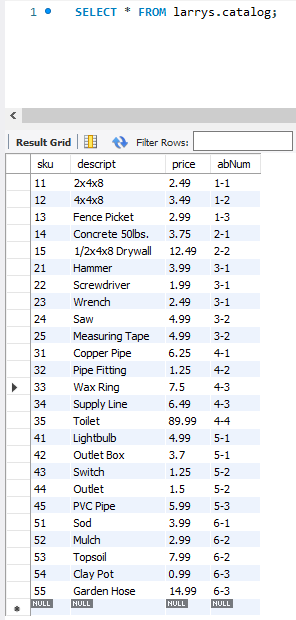 1 SELECT * FROM larrys.catalog;
Result Grid Filter Rows:
sku descript price abNum
11 2x4x8 2.49 1-1
12 4x4x8 3.49 1-2
13 Fence Picket 2.99 1-3
14 Concrete 50lbs. 3.75 2-1
15 1/2x4x8 Drywall 12.49 2-2
21 Hammer 3.99 3-1
22 Screwdriver 1.99 3-1
23 Wrench 2.49 3-1
24 Saw 4.99 3-2
25 Measuring Tape 4.99 3-2
31 Copper Pipe 6.25 4-1
32 Pipe Fitting 1.25 4-2
33 Wax Ring 7.5 4-3
34 Supply Line 6.49 4-3
35 Toilet 89.99 4-4
41 Lightbulb 4.99 5-1
42 Outlet Box 3.7 5-1
43 Switch 1.25 5-2
44 Outlet 1.5 5-2
45 PVC Pipe 5.99 5-3
51 Sod 3.99 6-1
52 Mulch 2.99 6-2
53 Topsoil 7.99 6-2
54 Clay Pot 0.99 6-3
55 Garden Hose 14.99 6-3
NULL NULL NULL NULL